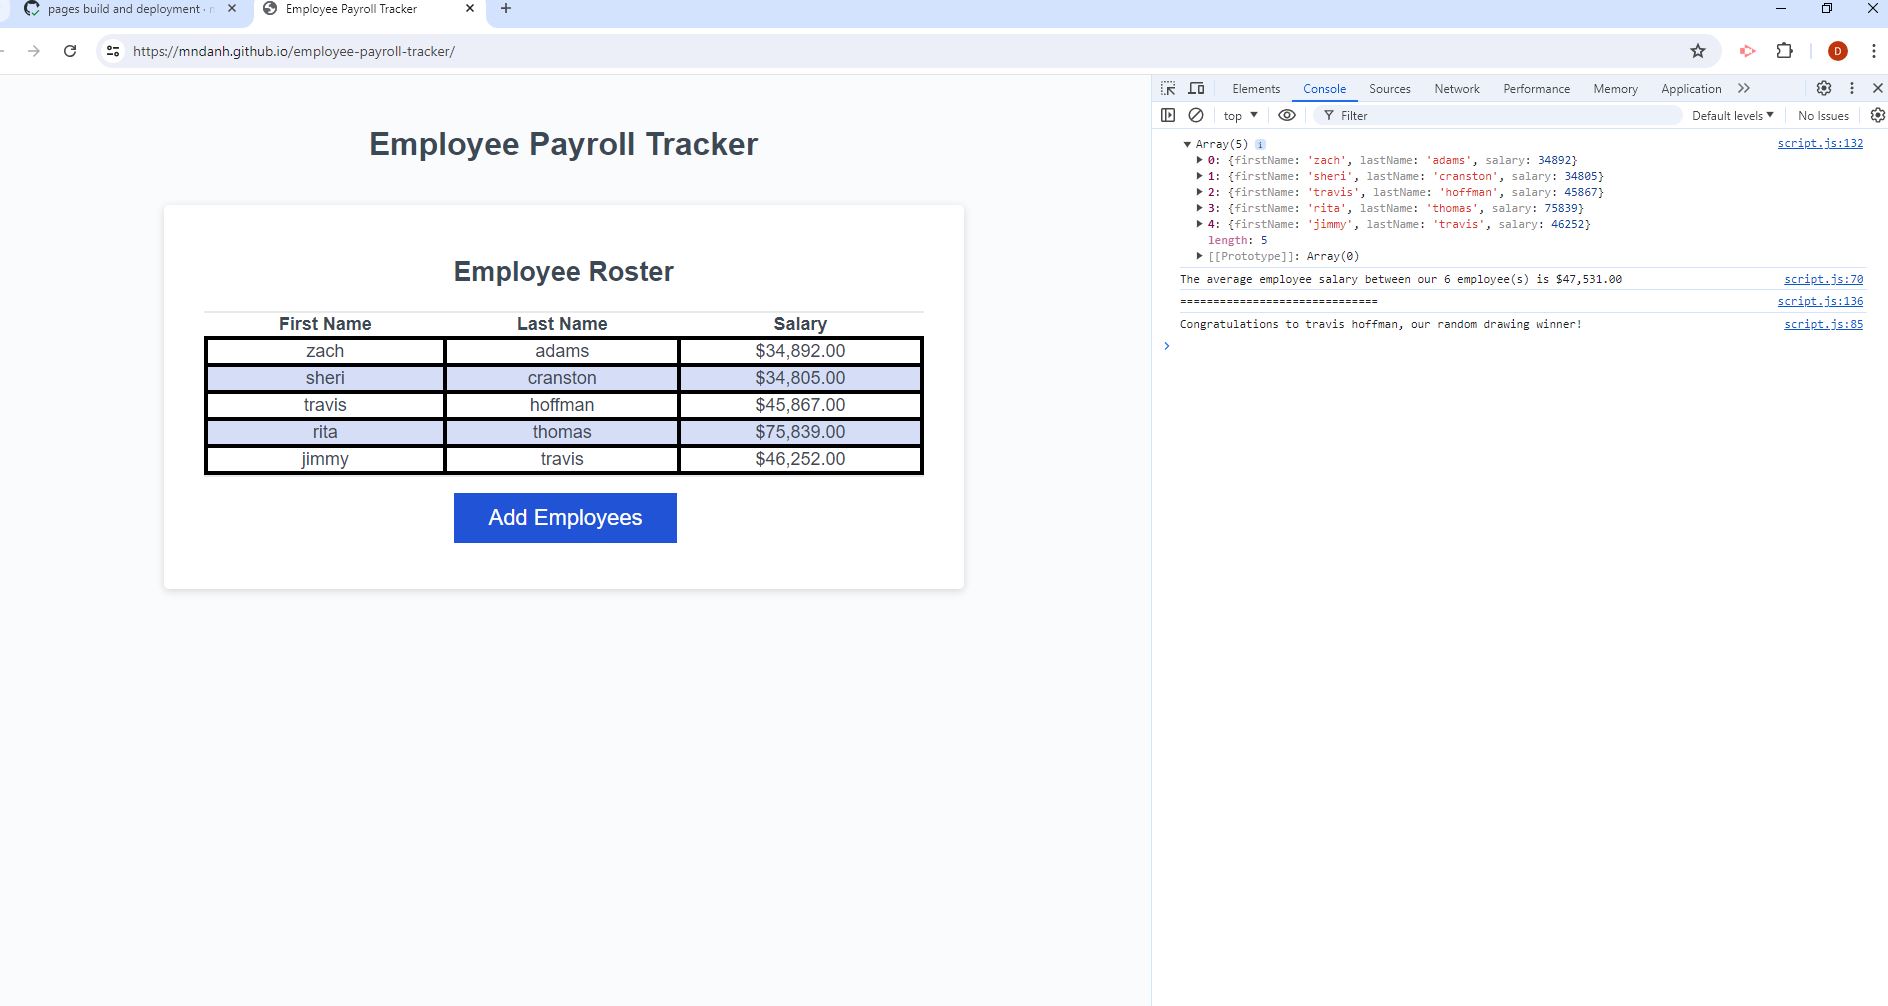 pages build and deployment ·
Employee Payroll Tracker
https://mndanh.github.io/employee-payroll-tracker/
D
Employee Payroll Tracker
Employee Roster
First Name Last Name Salary
zach adams $34,892.00
sheri cranston $34,805.00
travis hoffman $45,867.00
rita thomas $75,839.00
jimmy travis $46,252.00
Add Employees
Elements Console Sources Network Performance Memory Application
top Filter Default levels No Issues
Array(5) i script.js:132
0: {firstName: 'zach', lastName: 'adams', salary: 34892}
1: {firstName: 'sheri', lastName: 'cranston', salary: 34805}
2: {firstName: 'travis', lastName: 'hoffman', salary: 45867}
3: {firstName: 'rita', lastName: 'thomas', salary: 75839}
4: {firstName: 'jimmy', lastName: 'travis', salary: 46252}
length: 5
[[Prototype]]: Array(0)
The average employee salary between our 6 employee(s) is $47,531.00 script.js:70
============================== script.js:136
Congratulations to travis hoffman, our random drawing winner! script.js:85